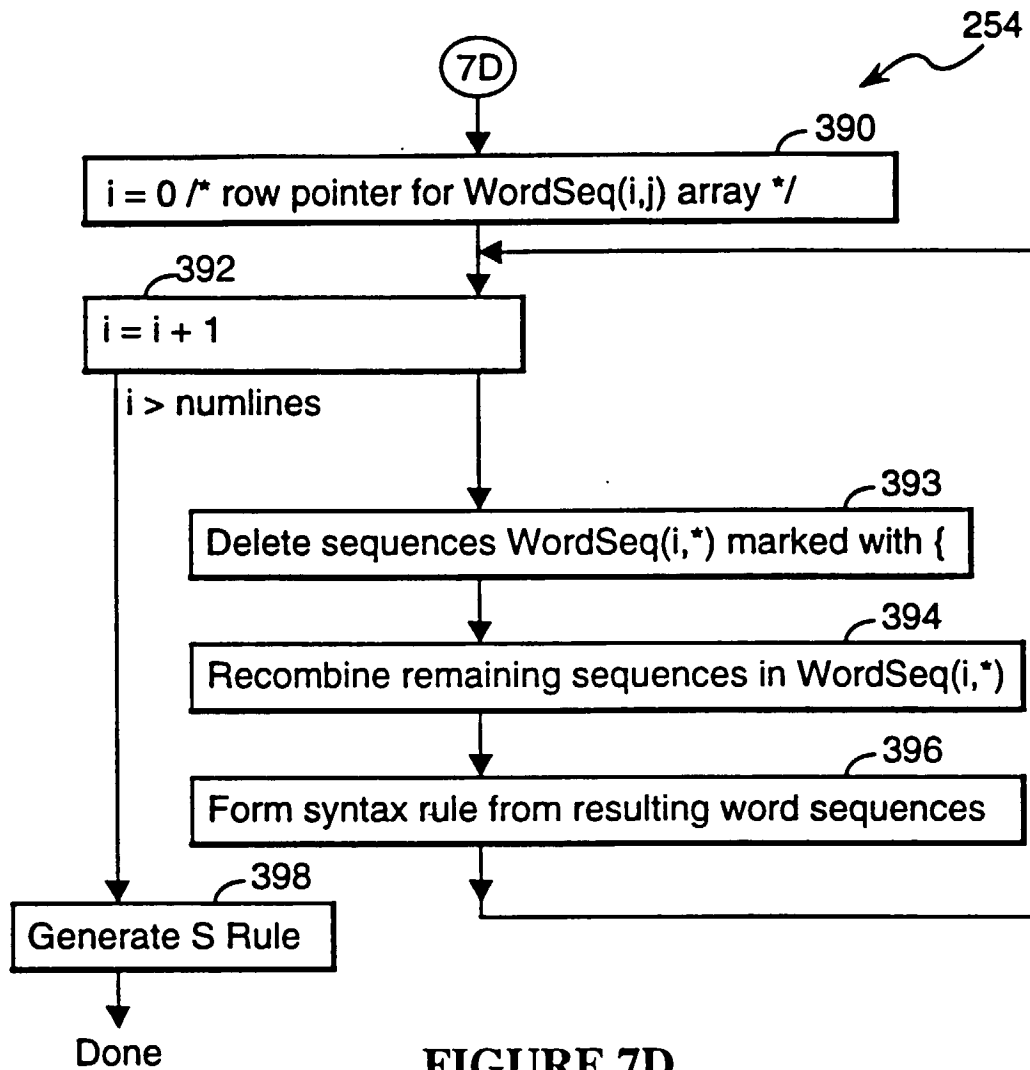 254
7D
390
i = 0 /* row pointer for WordSeq(i,j) array */
392
i = i + 1
i > numlines
393
Delete sequences WordSeq(i,*) marked with {
394
Recombine remaining sequences in WordSeq(i,*)
396
Form syntax rule from resulting word sequences
398
Generate S Rule
Done
FIGURE 7D